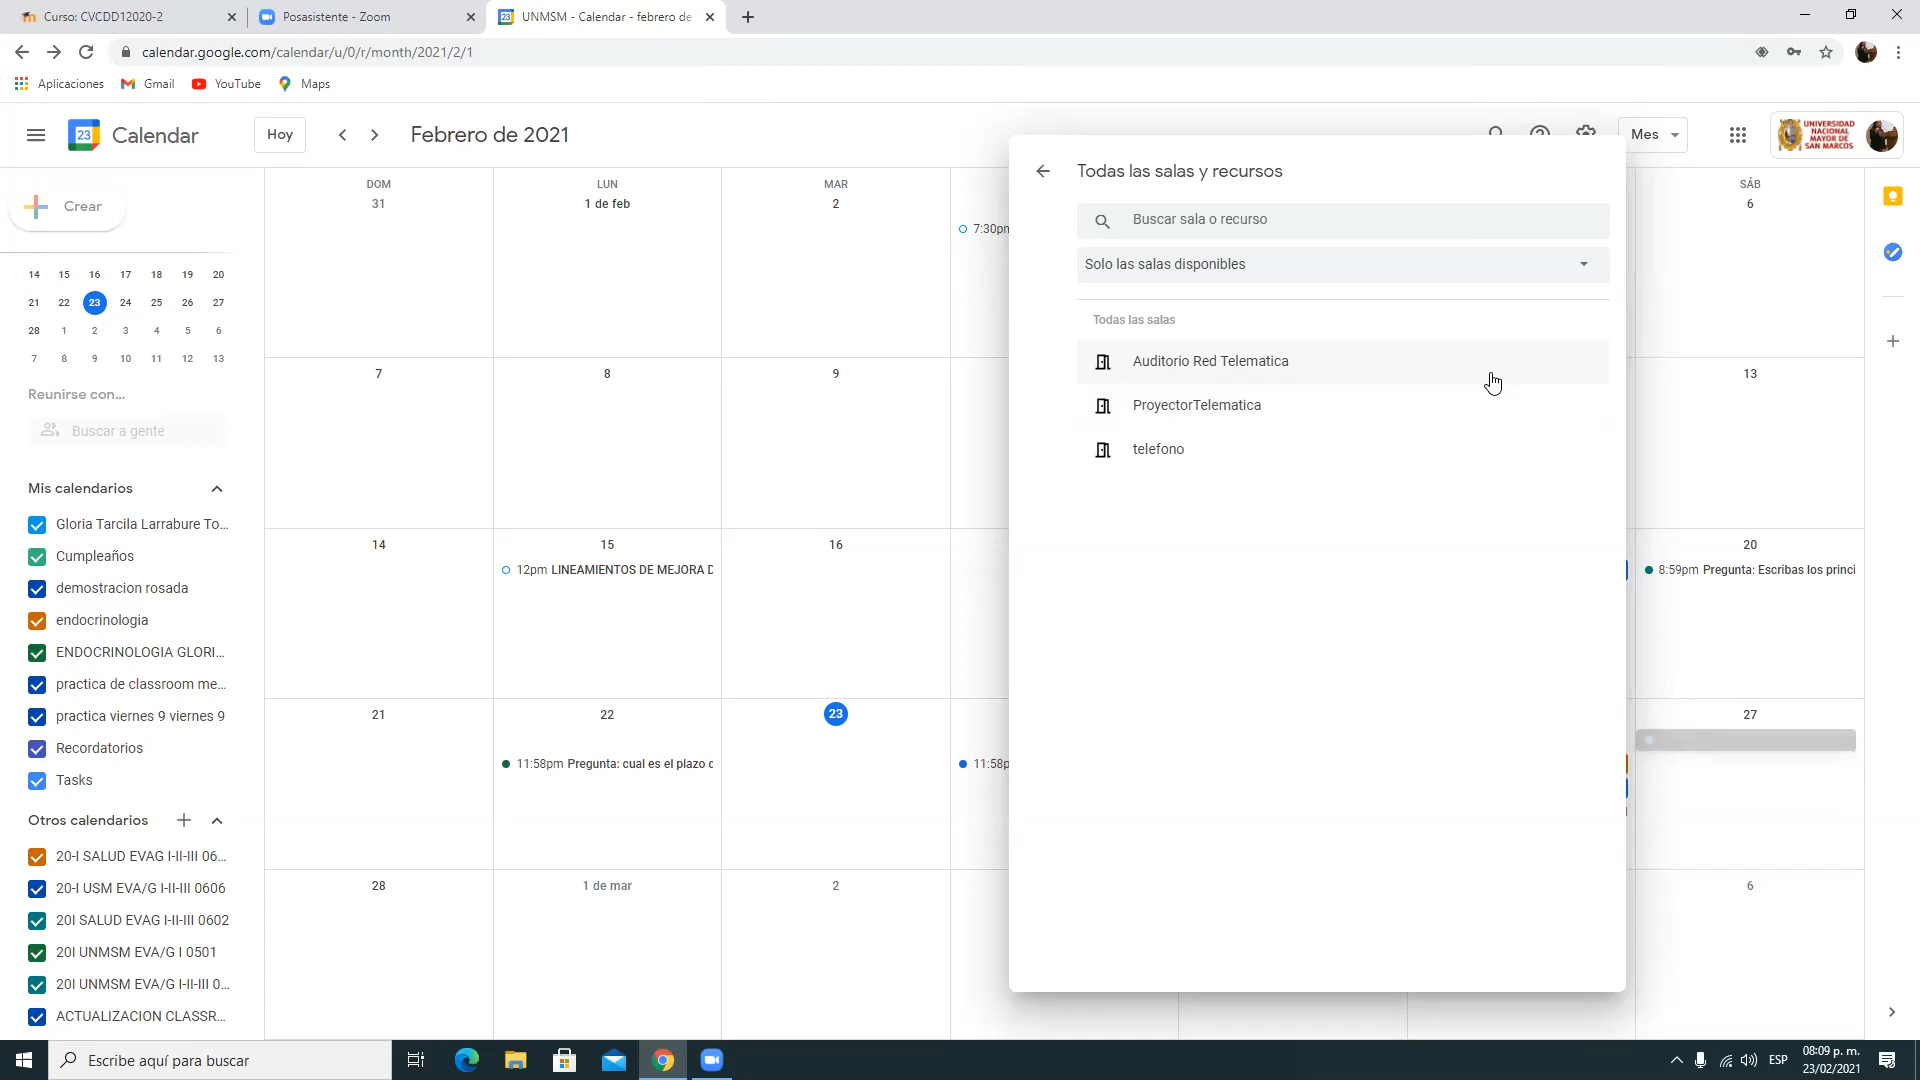 Curso: CVCDD12020-2
Posasistente - Zoom
UNMSM - Calendar - febrero de
calendar.google.com/calendar/u/0/r/month/2021/2/1
Aplicaciones
Gmail
YouTube
Maps
23
Calendar
Hoy
Febrero de 2021
Mes
UNIVERSIDAD
NACIONAL
MAYOR DE
SAN MARCOS
Crear
14 15 16 17 18 19 20
21 22 23 24 25 26 27
28 1 2 3 4 5 6
7 8 9 10 11 12 13
Reunirse con...
Buscar a gente
Mis calendarios
Gloria Tarcila Larrabure To...
Cumpleaños
demostracion rosada
endocrinologia
ENDOCRINOLOGIA GLORI...
practica de classroom me...
practica viernes 9 viernes 9
Recordatorios
Tasks
Otros calendarios
20-I SALUD EVAG I-II-III 06...
20-I USM EVA/G I-II-III 0606
20I SALUD EVAG I-II-III 0602
20I UNMSM EVA/G I 0501
20I UNMSM EVA/G I-II-III 0...
ACTUALIZACION CLASSR...
DOM LUN MAR SÁB
31 1 de feb 2 6
7:30pm
7 8 9 13
14 15 16 20
12pm LINEAMIENTOS DE MEJORA D
8:59pm Pregunta: Escribas los princi
21 22 23 27
11:58pm Pregunta: cual es el plazo c
11:58p
28 1 de mar 2 6
Todas las salas y recursos
Buscar sala o recurso
Solo las salas disponibles
Todas las salas
Auditorio Red Telematica
ProyectorTelematica
telefono
Escribe aquí para buscar
ESP
08:09 p. m.
23/02/2021